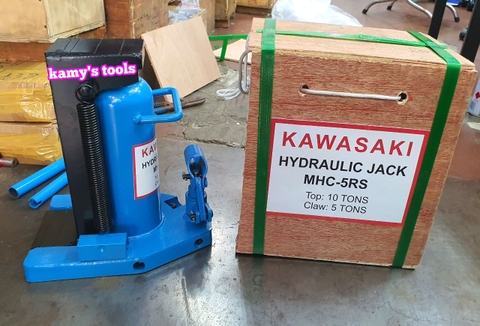 kamy's tools
KAWASAKI
HYDRAULIC JACK
MHC-5RS
Top: 10 TONS
Claw: 5 TONS